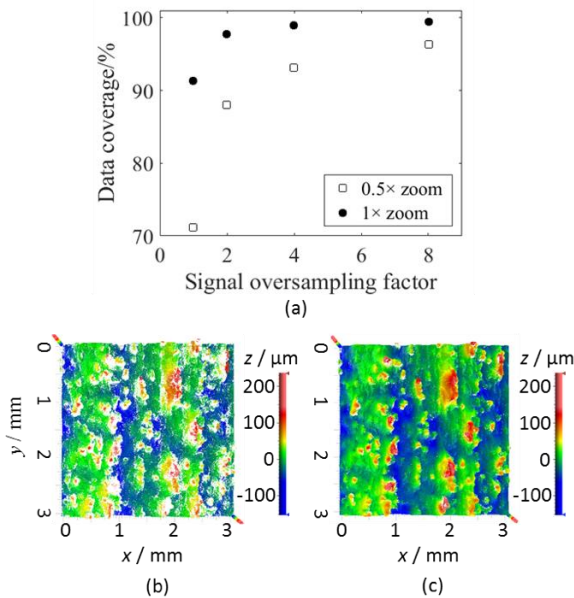 100
90
80
70
Data coverage/%
0.5× zoom
1× zoom
0 2 4 6 8
Signal oversampling factor
(a)
z / µm
200
100
0
-100
0
1
2
3
y / mm
0 1 2 3
x / mm
(b)
z / µm
200
100
0
-100
0
1
2
3
0 1 2 3
x / mm
(c)